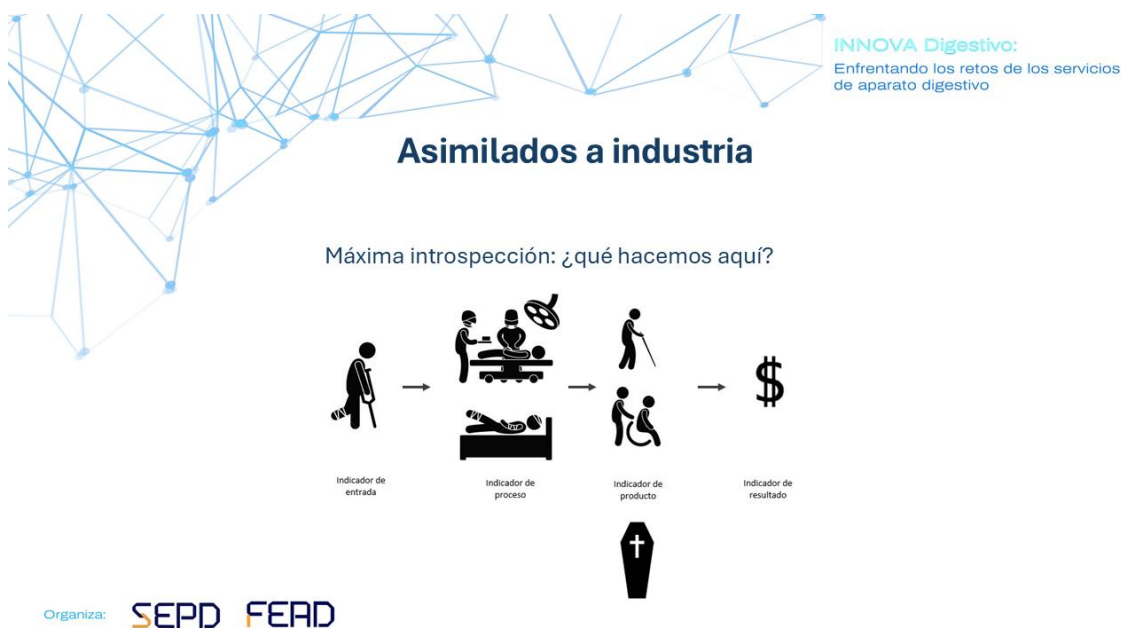 INNOVA Digestivo:
Enfrentando los retos de los servicios
de aparato digestivo
Asimilados a industria
Máxima introspección: ¿qué hacemos aquí?
$
Indicador de
entrada
Indicador de
proceso
Indicador de
producto
Indicador de
resultado
Organiza: SEPD FEAD